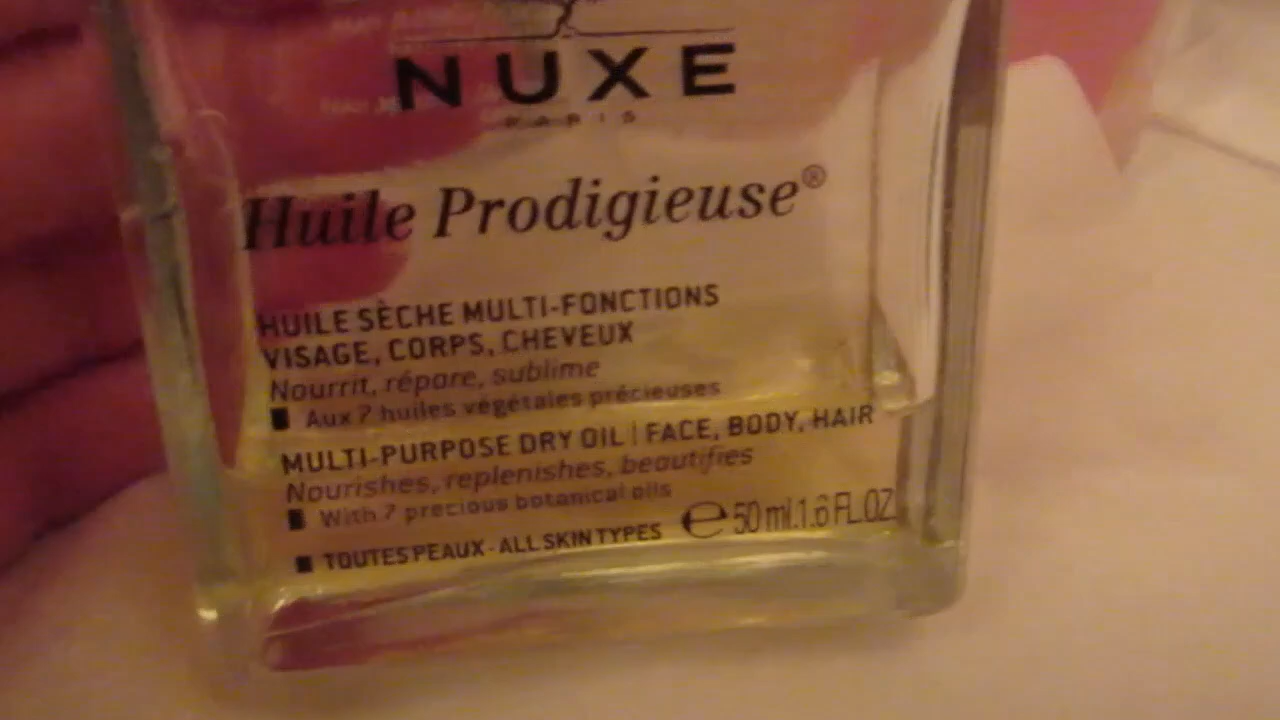 NUXE
PARIS
Huile Prodigieuse®
HUILE SÈCHE MULTI-FONCTIONS
VISAGE, CORPS, CHEVEUX
Nourrit, répare, sublime
■ Aux 7 huiles végétales précieuses
MULTI-PURPOSE DRY OIL | FACE, BODY, HAIR
Nourishes, replenishes, beautifies
■ With 7 precious botanical oils
■ TOUTES PEAUX - ALL SKIN TYPES ℮ 50 ml.1.6 FL.OZ